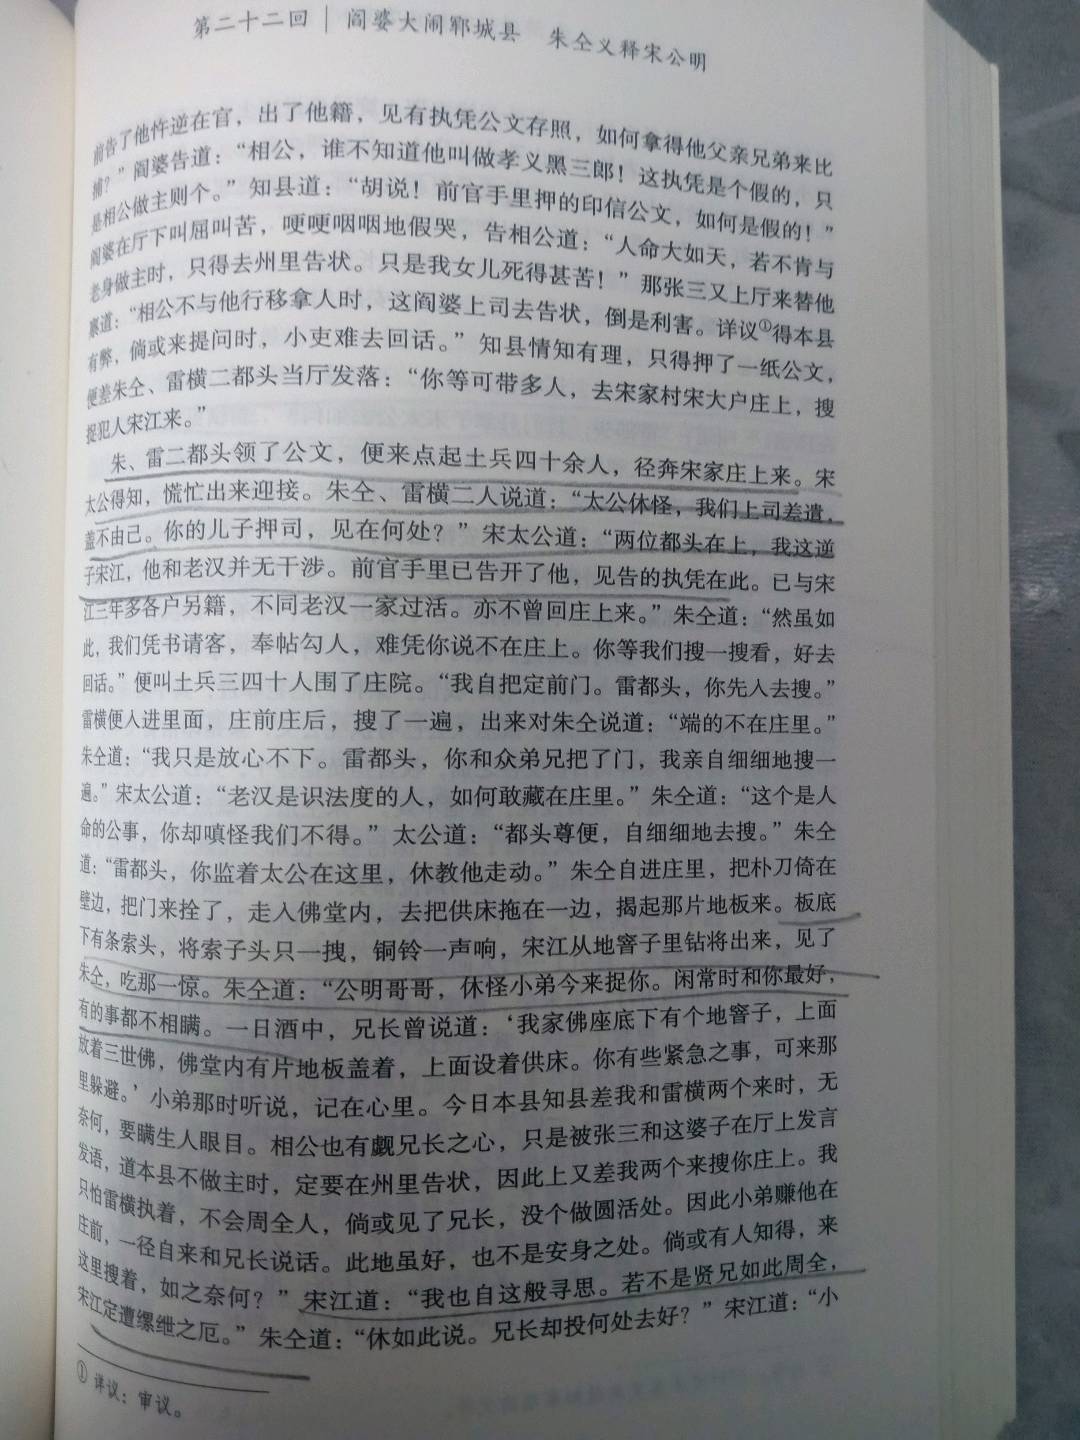 第二十二回 | 阎婆大闹郓城县 朱仝义释宋公明
前告了他忤逆在官，出了他籍，见有执凭公文存照，如何拿得他父亲兄弟来比
捕？”阎婆告道：“相公，谁不知道他叫做孝义黑三郎！这执凭是个假的，只
是相公做主则个。”知县道：“胡说！前官手里押的印信公文，如何是假的！”
阎婆在厅下叫屈叫苦，哽哽咽咽地假哭，告相公道：“人命大如天，若不肯与
老身做主时，只得去州里告状。只是我女儿死得甚苦！”那张三又上厅来替他
禀道：“相公不与他行移拿人时，这阎婆上司去告状，倒是利害。详议①得本县
有弊，倘或来提问时，小吏难去回话。”知县情知有理，只得押了一纸公文，
便差朱仝、雷横二都头当厅发落：“你等可带多人，去宋家村宋大户庄上，搜
捉犯人宋江来。”
朱、雷二都头领了公文，便来点起土兵四十余人，径奔宋家庄上来。宋
太公得知，慌忙出来迎接。朱仝、雷横二人说道：“太公休怪，我们上司差遣，
盖不由己。你的儿子押司，见在何处？”宋太公道：“两位都头在上，我这逆
子宋江，他和老汉并无干涉。前官手里已告开了他，见告的执凭在此。已与宋
江三年多各户另籍，不同老汉一家过活。亦不曾回庄上来。”朱仝道：“然虽如
此，我们凭书请客，奉帖勾人，难凭你说不在庄上。你等我们搜一搜看，好去
回话。”便叫土兵三四十人围了庄院。“我自把定前门。雷都头，你先入去搜。”
雷横便入进里面，庄前庄后，搜了一遍，出来对朱仝说道：“端的不在庄里。”
朱仝道：“我只是放心不下。雷都头，你和众弟兄把了门，我亲自细细地搜一
遍。”宋太公道：“老汉是识法度的人，如何敢藏在庄里。”朱仝道：“这个是人
命的公事，你却嗔怪我们不得。”太公道：“都头尊便，自细细地去搜。”朱仝
道：“雷都头，你监着太公在这里，休教他走动。”朱仝自进庄里，把朴刀倚在
壁边，把门来拴了，走入佛堂内，去把供床拖在一边，揭起那片地板来。板底
下有条索头，将索子头只一拽，铜铃一声响，宋江从地窨子里钻将出来，见了
朱仝，吃那一惊。朱仝道：“公明哥哥，休怪小弟今来捉你。闲常时和你最好，
有的事都不相瞒。一日酒中，兄长曾说道：‘我家佛座底下有个地窨子，上面
放着三世佛，佛堂内有片地板盖着，上面设着供床。你有些紧急之事，可来那
里躲避。’小弟那时听说，记在心里。今日本县知县差我和雷横两个来时，无
奈何，要瞒生人眼目。相公也有觑兄长之心，只是被张三和这婆子在厅上发言
发语，道本县不做主时，定要在州里告状，因此上又差我两个来搜你庄上。我
只怕雷横执着，不会周全人，倘或见了兄长，没个做圆活处。因此小弟赚他在
庄前，一径自来和兄长说话。此地虽好，也不是安身之处。倘或有人知得，来
这里搜着，如之奈何？”宋江道：“我也自这般寻思。若不是贤兄如此周全，
宋江定遭缧绁之厄。”朱仝道：“休如此说。兄长却投何处去好？”宋江道：“小
① 详议：审议。